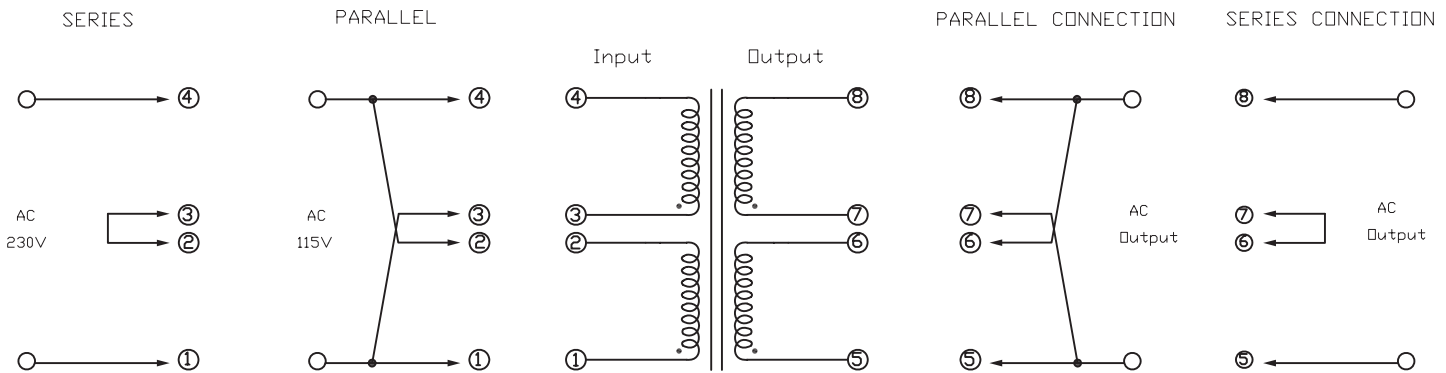 SERIES
PARALLEL
PARALLEL CONNECTION
SERIES CONNECTION
Input
Output
4
4
4
8
8
8
AC
230V
3
2
AC
115V
3
2
3
2
7
6
7
6
AC
Output
7
6
AC
Output
1
1
1
5
5
5